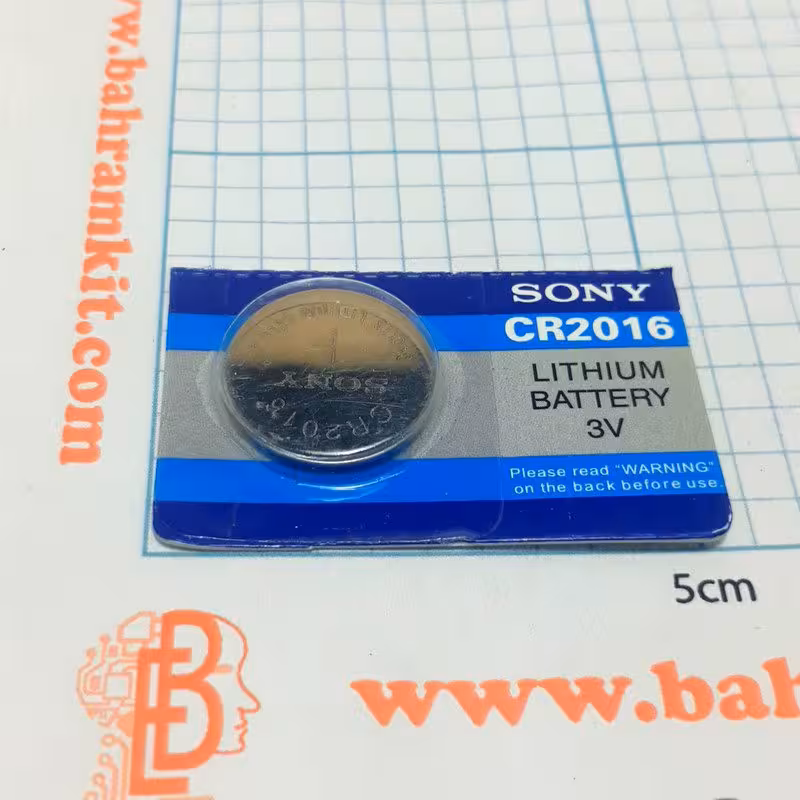 www.bahramkit.com
SONY
CR2016
LITHIUM
BATTERY
3V
Please read "WARNING"
on the back before use.
SONY
CR2016
5cm
www.bah